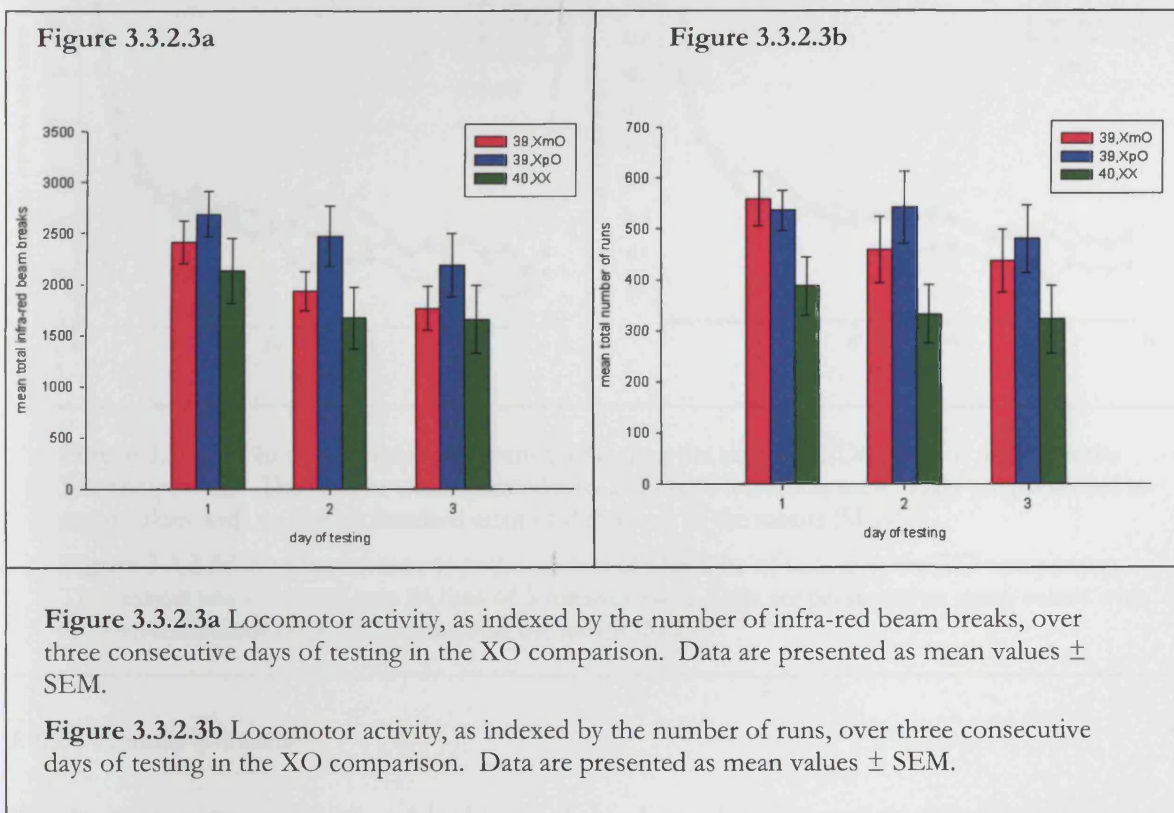 Figure 3.3.2.3a
3500
3000
2500
2000
1500
1000
500
0
mean total infra-red beam breaks
39,XmO
39,XpO
40,XX
1
2
3
day of testing
Figure 3.3.2.3b
700
600
500
400
300
200
100
0
mean total number of runs
39,XmO
39,XpO
40,XX
1
2
3
day of testing
Figure 3.3.2.3a Locomotor activity, as indexed by the number of infra-red beam breaks, over
three consecutive days of testing in the XO comparison. Data are presented as mean values ±
SEM.
Figure 3.3.2.3b Locomotor activity, as indexed by the number of runs, over three consecutive
days of testing in the XO comparison. Data are presented as mean values ± SEM.